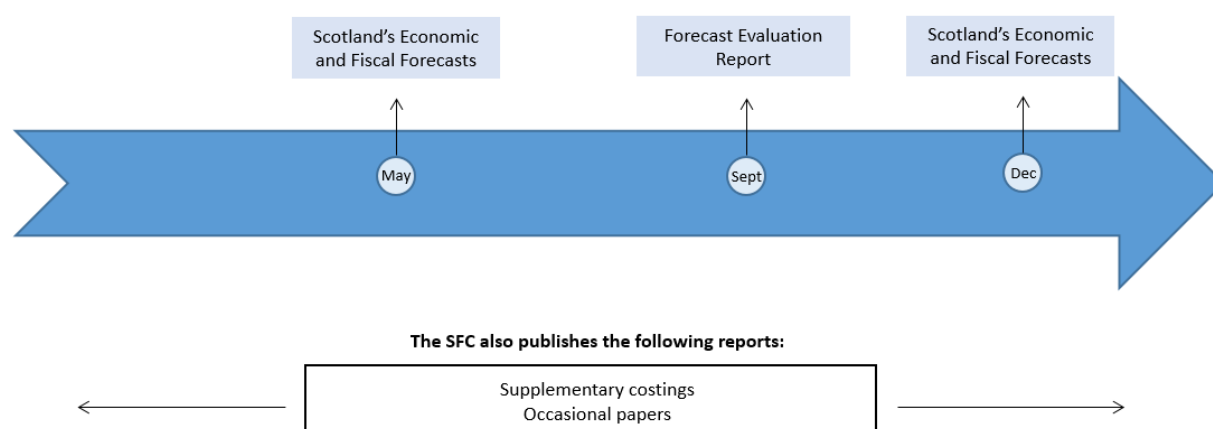 Scotland's Economic
and Fiscal Forecasts
Forecast Evaluation
Report
Scotland's Economic
and Fiscal Forecasts
May
Sept
Dec
The SFC also publishes the following reports:
Supplementary costings
Occasional papers